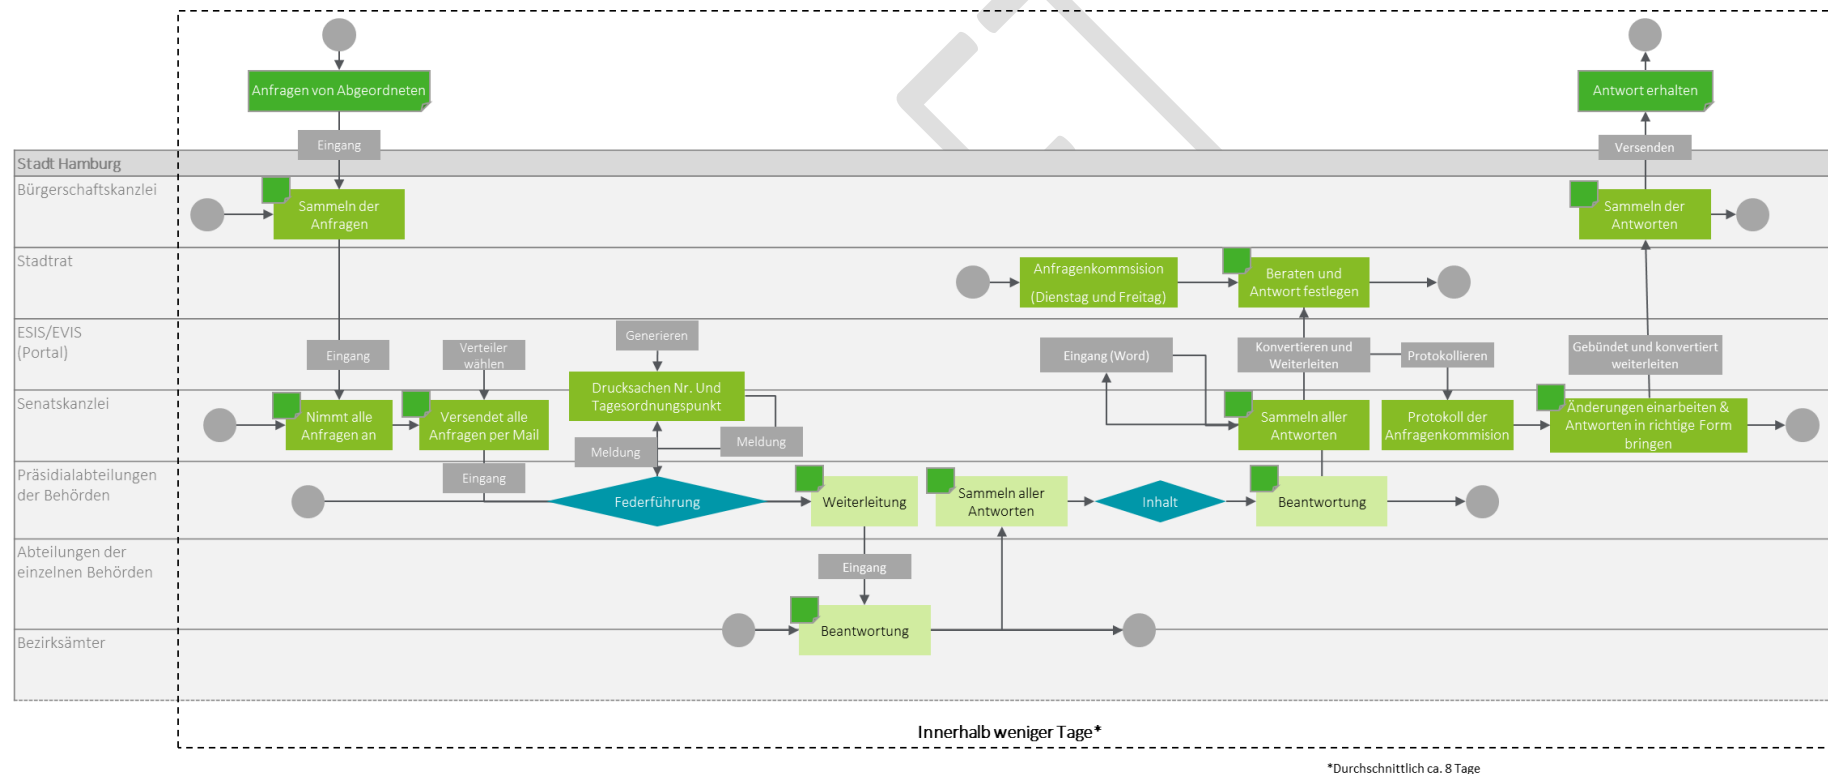 Anfragen von Abgeordneten
Antwort erhalten
Eingang
Versenden
Stadt Hamburg
Bürgerschaftskanzlei
Sammeln der
Anfragen
Sammeln der
Antworten
Stadtrat
Anfragenkommsision
(Dienstag und Freitag)
Beraten und
Antwort festlegen
ESIS/EVIS
(Portal)
Eingang
Verteiler
wählen
Generieren
Eingang (Word)
Konvertieren und
Weiterleiten
Protokollieren
Gebündet und konvertiert
weiterleiten
Drucksachen Nr. Und
Tagesordnungspunkt
Senatskanzlei
Nimmt alle
Anfragen an
Versendet alle
Anfragen per Mail
Meldung
Meldung
Sammeln aller
Antworten
Protokoll der
Anfragenkommision
Änderungen einarbeiten &
Antworten in richtige Form
bringen
Präsidialabteilungen
der Behörden
Eingang
Federführung
Weiterleitung
Sammeln aller
Antworten
Inhalt
Beantwortung
Abteilungen der
einzelnen Behörden
Eingang
Beantwortung
Bezirksämter
Innerhalb weniger Tage*
*Durchschnittlich ca. 8 Tage